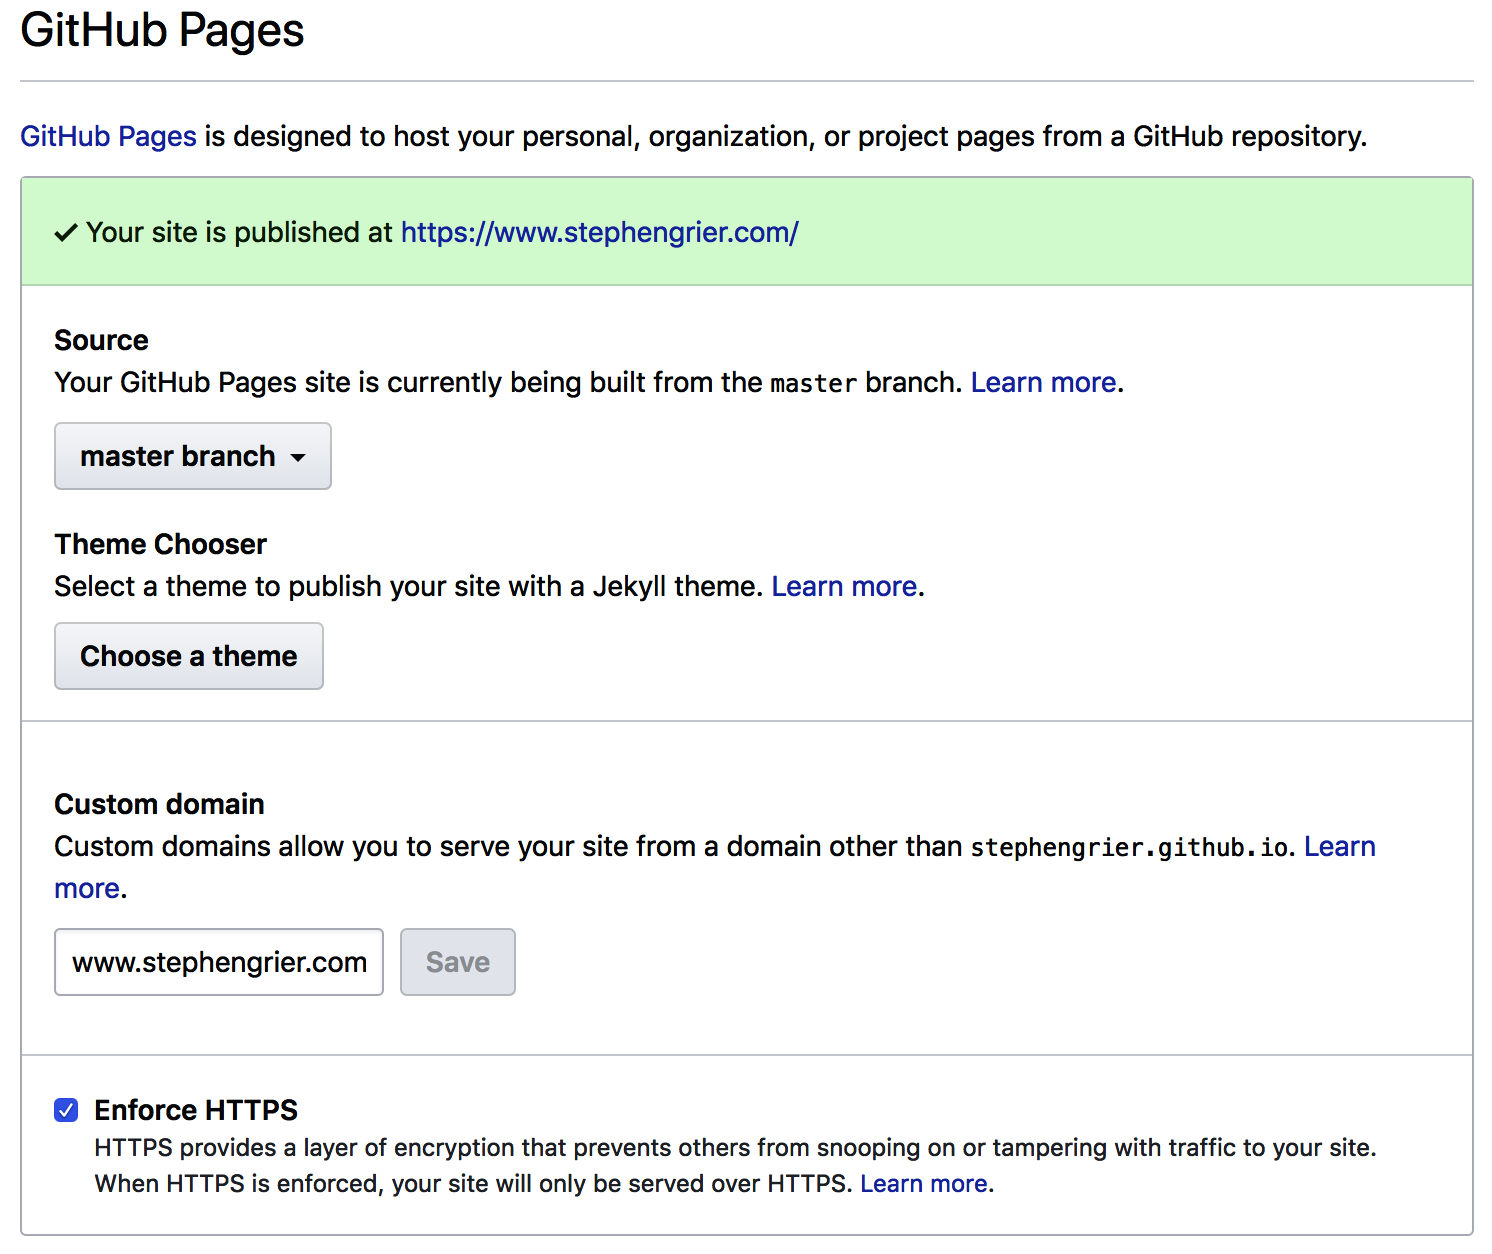 GitHub Pages
GitHub Pages is designed to host your personal, organization, or project pages from a GitHub repository.
Your site is published at https://www.stephengrier.com/
Source
Your GitHub Pages site is currently being built from the master branch. Learn more.
master branch
Theme Chooser
Select a theme to publish your site with a Jekyll theme. Learn more.
Choose a theme
Custom domain
Custom domains allow you to serve your site from a domain other than stephengrier.github.io. Learn
more.
www.stephengrier.com Save
Enforce HTTPS
HTTPS provides a layer of encryption that prevents others from snooping on or tampering with traffic to your site.
When HTTPS is enforced, your site will only be served over HTTPS. Learn more.